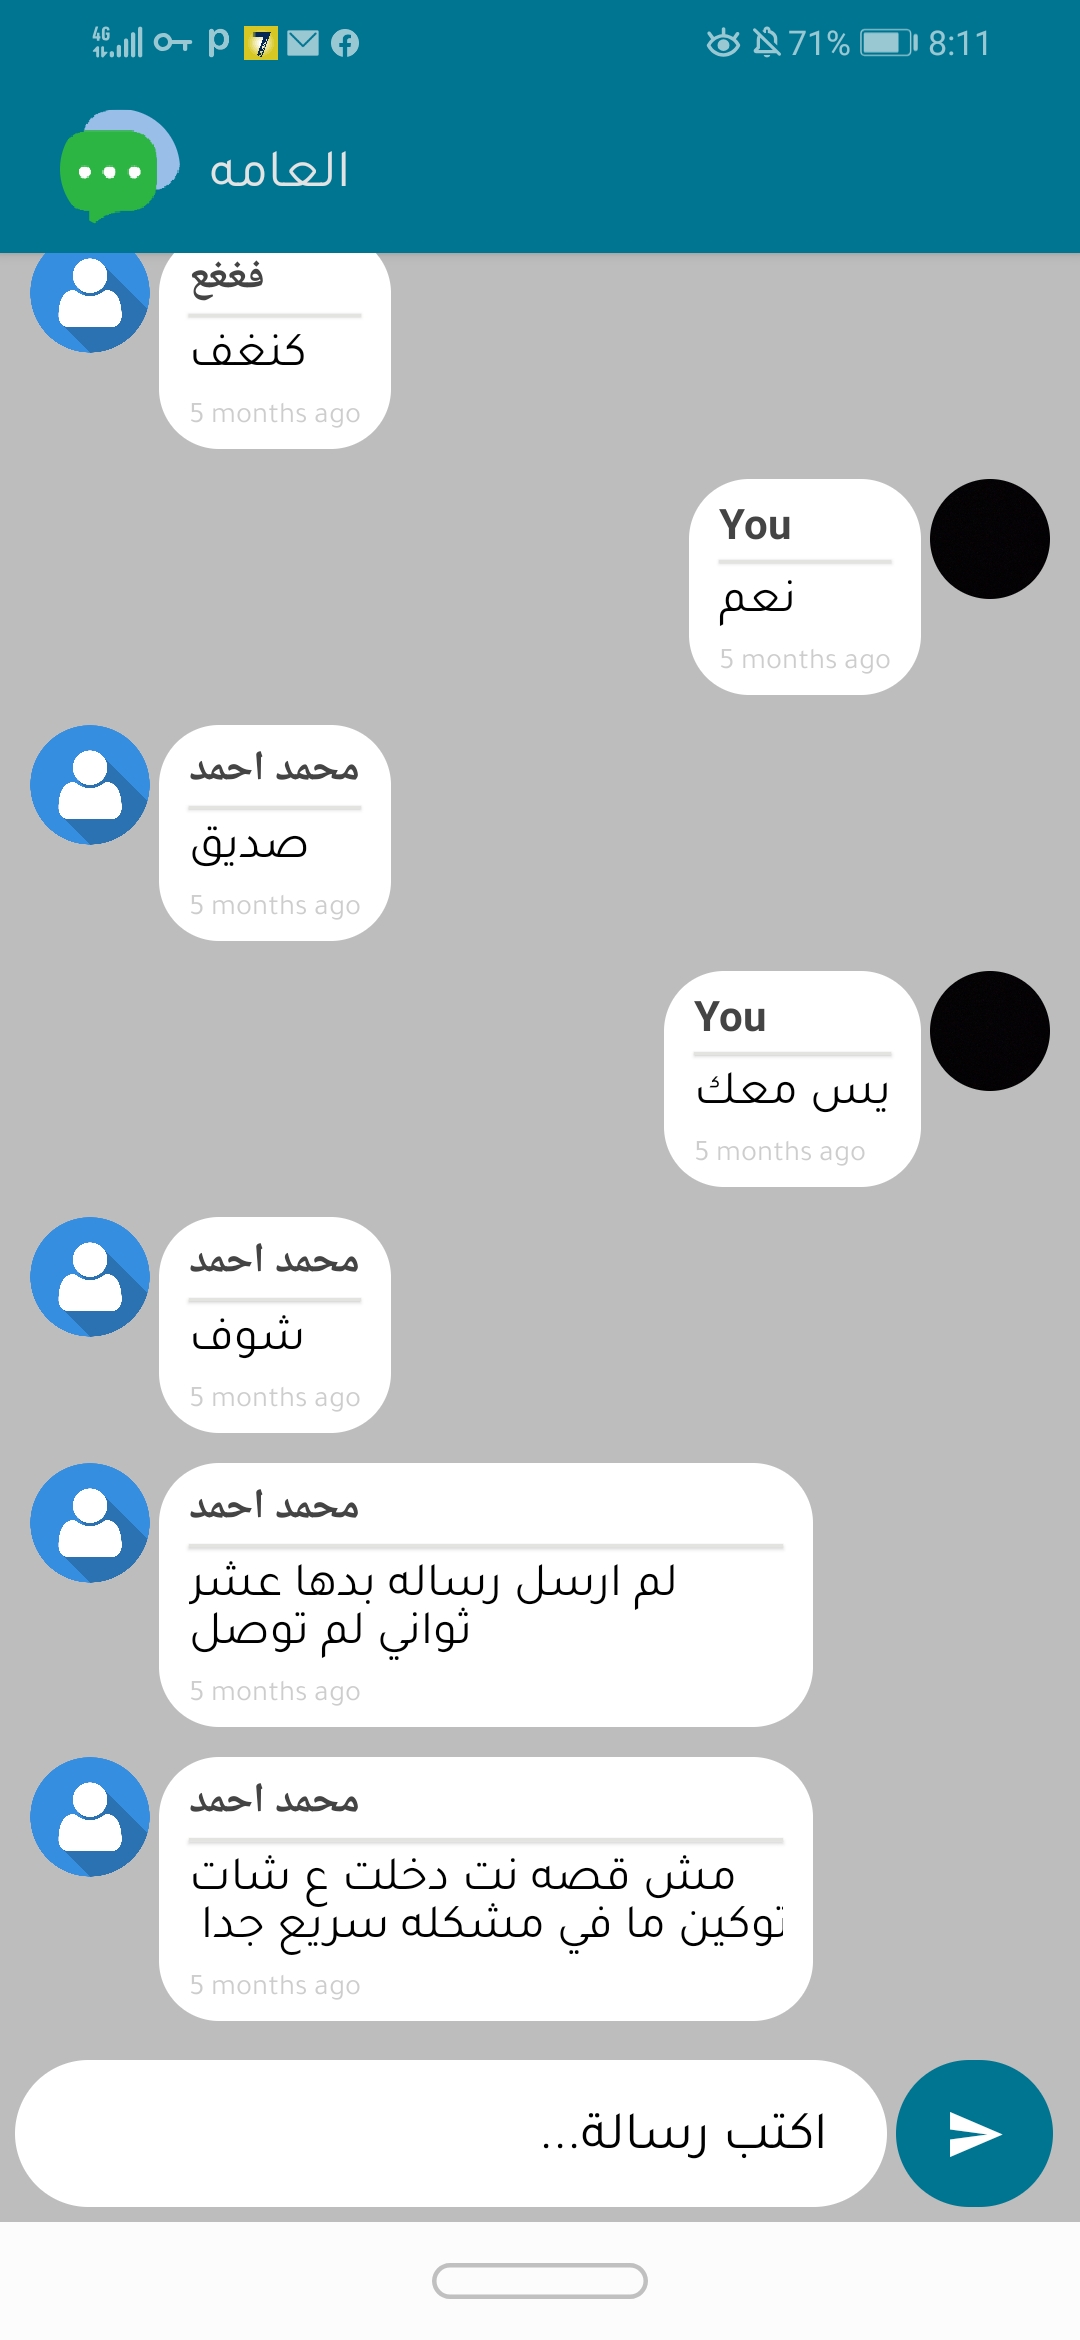 4G 71% 8:11
العامه
فغغع
كنغف
5 months ago
You
نعم
5 months ago
محمد احمد
صديق
5 months ago
You
يس معك
5 months ago
محمد احمد
شوف
5 months ago
محمد احمد
لم ارسل رساله بدها عشر
ثواني لم توصل
5 months ago
محمد احمد
مش قصه نت دخلت ع شات
توكين ما في مشكله سريع جدا
5 months ago
اكتب رسالة...